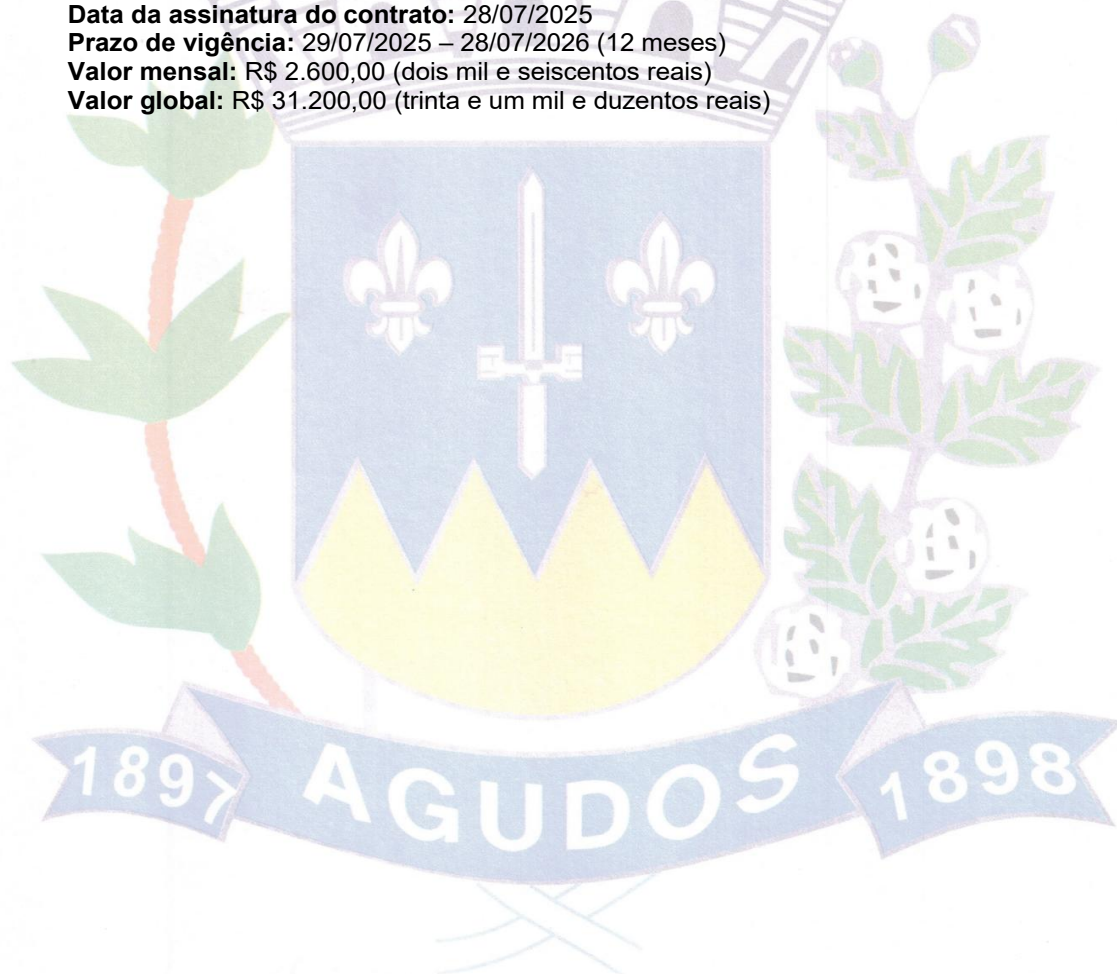 Data da assinatura do contrato: 28/07/2025
Prazo de vigência: 29/07/2025 – 28/07/2026 (12 meses)
Valor mensal: R$ 2.600,00 (dois mil e seiscentos reais)
Valor global: R$ 31.200,00 (trinta e um mil e duzentos reais)
1897 AGUDOS 1898